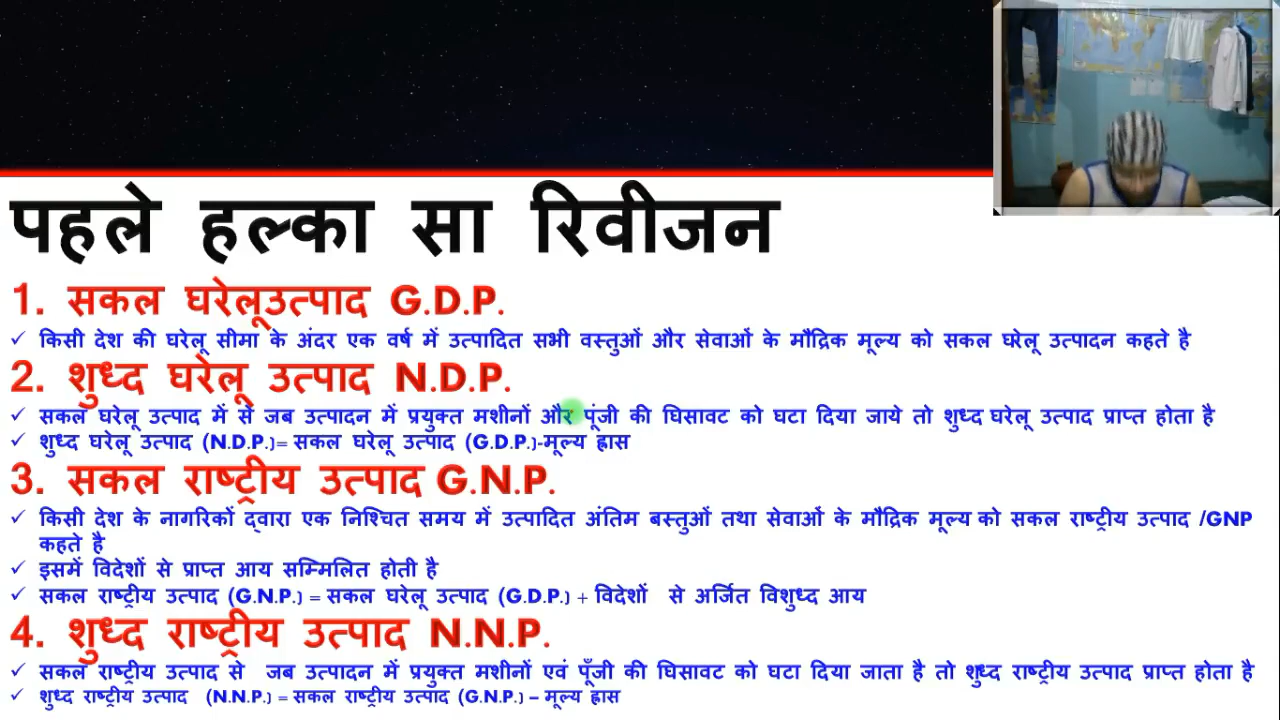 पहले हल्का सा रिवीजन
1. सकल घरेलूउत्पाद G.D.P.
✓ किसी देश की घरेलू सीमा के अंदर एक वर्ष में उत्पादित सभी वस्तुओं और सेवाओं के मौद्रिक मूल्य को सकल घरेलू उत्पादन कहते है
2. शुध्द घरेलू उत्पाद N.D.P.
✓ सकल घरेलू उत्पाद में से जब उत्पादन में प्रयुक्त मशीनों और पूंजी की घिसावट को घटा दिया जाये तो शुध्द घरेलू उत्पाद प्राप्त होता है
✓ शुध्द घरेलू उत्पाद (N.D.P.)= सकल घरेलू उत्पाद (G.D.P.)-मूल्य ह्रास
3. सकल राष्ट्रीय उत्पाद G.N.P.
✓ किसी देश के नागरिकों द्वारा एक निश्चित समय में उत्पादित अंतिम बस्तुओं तथा सेवाओं के मौद्रिक मूल्य को सकल राष्ट्रीय उत्पाद /GNP
कहते है
✓ इसमें विदेशों से प्राप्त आय सम्मिलित होती है
✓ सकल राष्ट्रीय उत्पाद (G.N.P.) = सकल घरेलू उत्पाद (G.D.P.) + विदेशों से अर्जित विशुध्द आय
4. शुध्द राष्ट्रीय उत्पाद N.N.P.
✓ सकल राष्ट्रीय उत्पाद से जब उत्पादन में प्रयुक्त मशीनों एवं पूँजी की घिसावट को घटा दिया जाता है तो शुध्द राष्ट्रीय उत्पाद प्राप्त होता है
✓ शुध्द राष्ट्रीय उत्पाद (N.N.P.) = सकल राष्ट्रीय उत्पाद (G.N.P.) – मूल्य ह्रास